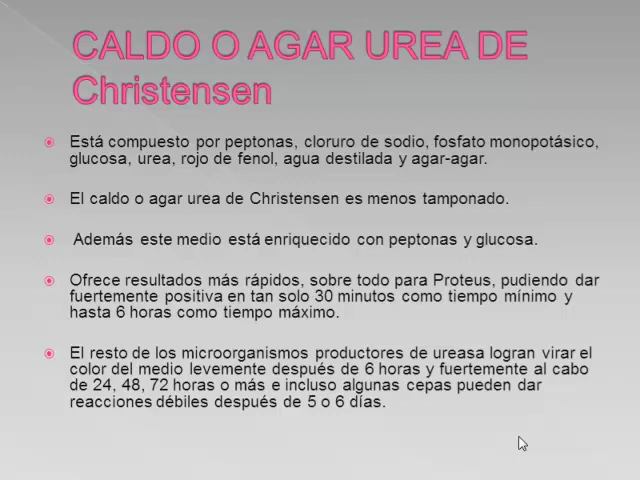 CALDO O AGAR UREA DE
Christensen
Está compuesto por peptonas, cloruro de sodio, fosfato monopotásico,
glucosa, urea, rojo de fenol, agua destilada y agar-agar.
El caldo o agar urea de Christensen es menos tamponado.
Además este medio está enriquecido con peptonas y glucosa.
Ofrece resultados más rápidos, sobre todo para Proteus, pudiendo dar
fuertemente positiva en tan solo 30 minutos como tiempo mínimo y
hasta 6 horas como tiempo máximo.
El resto de los microorganismos productores de ureasa logran virar el
color del medio levemente después de 6 horas y fuertemente al cabo
de 24, 48, 72 horas o más e incluso algunas cepas pueden dar
reacciones débiles después de 5 o 6 días.